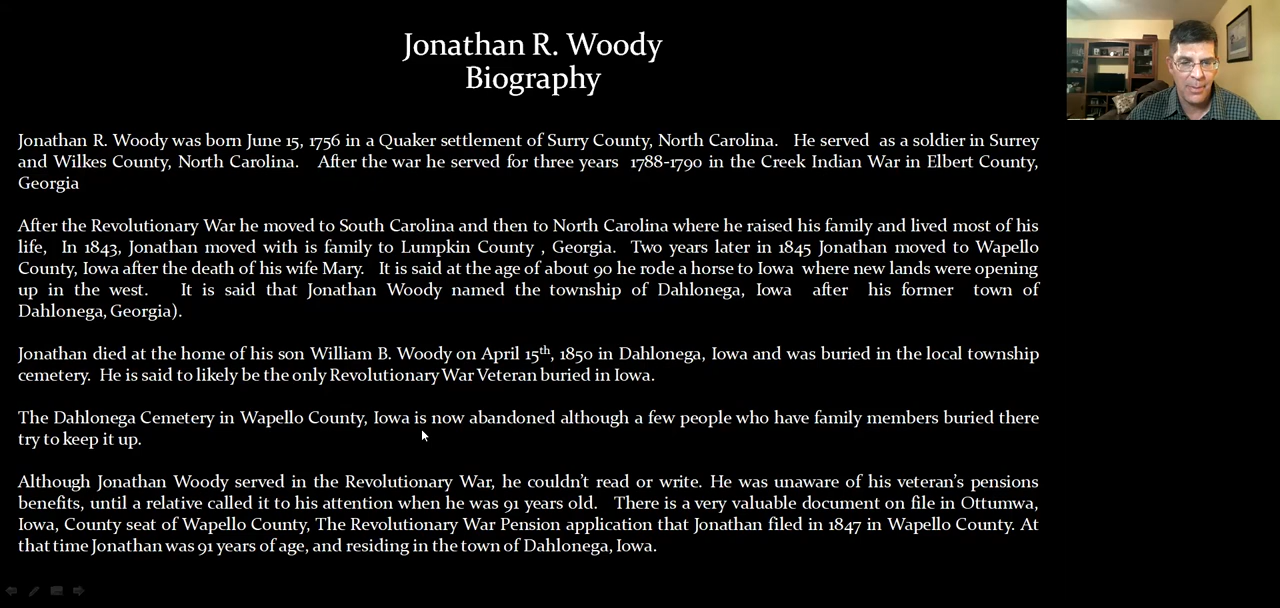 Jonathan R. Woody
Biography
Jonathan R. Woody was born June 15, 1756 in a Quaker settlement of Surry County, North Carolina. He served as a soldier in Surrey
and Wilkes County, North Carolina. After the war he served for three years 1788-1790 in the Creek Indian War in Elbert County,
Georgia
After the Revolutionary War he moved to South Carolina and then to North Carolina where he raised his family and lived most of his
life, In 1843, Jonathan moved with is family to Lumpkin County , Georgia. Two years later in 1845 Jonathan moved to Wapello
County, Iowa after the death of his wife Mary. It is said at the age of about 90 he rode a horse to Iowa where new lands were opening
up in the west. It is said that Jonathan Woody named the township of Dahlonega, Iowa after his former town of
Dahlonega, Georgia).
Jonathan died at the home of his son William B. Woody on April 15th, 1850 in Dahlonega, Iowa and was buried in the local township
cemetery. He is said to likely be the only Revolutionary War Veteran buried in Iowa.
The Dahlonega Cemetery in Wapello County, Iowa is now abandoned although a few people who have family members buried there
try to keep it up.
Although Jonathan Woody served in the Revolutionary War, he couldn't read or write. He was unaware of his veteran's pensions
benefits, until a relative called it to his attention when he was 91 years old. There is a very valuable document on file in Ottumwa,
Iowa, County seat of Wapello County, The Revolutionary War Pension application that Jonathan filed in 1847 in Wapello County. At
that time Jonathan was 91 years of age, and residing in the town of Dahlonega, Iowa.